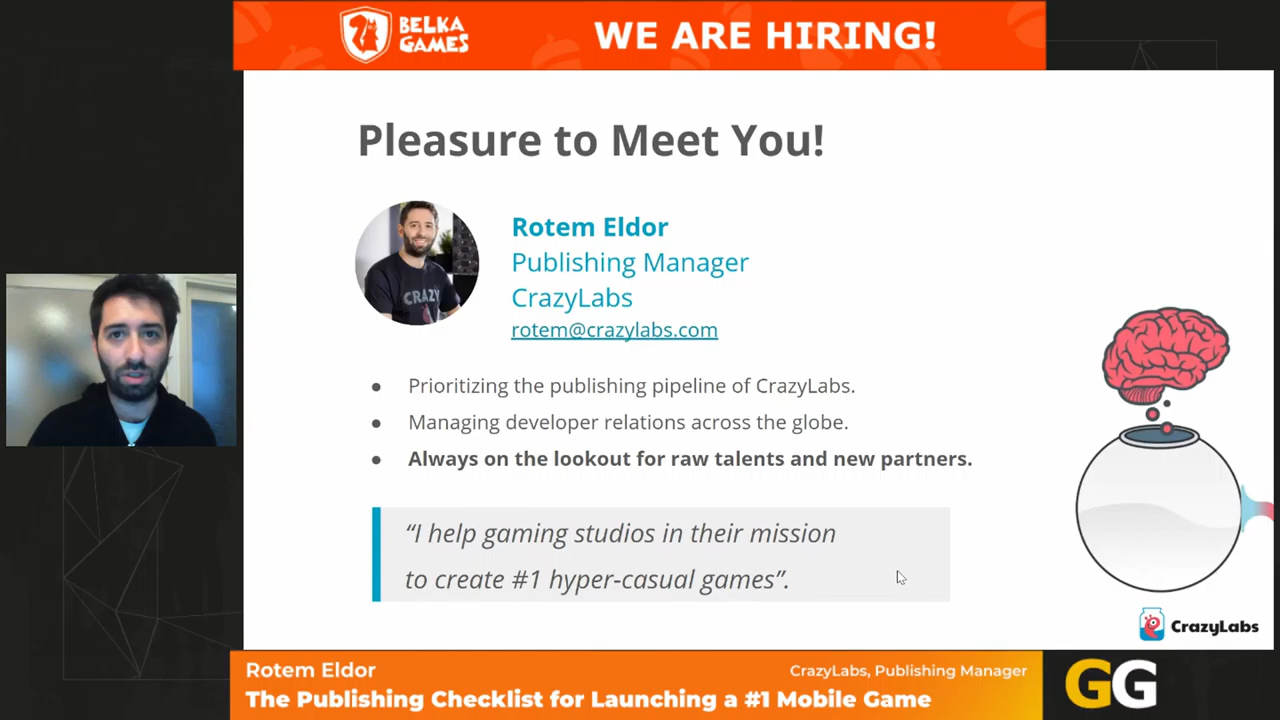 BELKA
GAMES
WE ARE HIRING!
Pleasure to Meet You!
Rotem Eldor
Publishing Manager
CrazyLabs
rotem@crazylabs.com
CRAZY
● Prioritizing the publishing pipeline of CrazyLabs.
● Managing developer relations across the globe.
● Always on the lookout for raw talents and new partners.
“I help gaming studios in their mission
to create #1 hyper-casual games”.
CrazyLabs
Rotem Eldor
CrazyLabs, Publishing Manager
The Publishing Checklist for Launching a #1 Mobile Game
GG